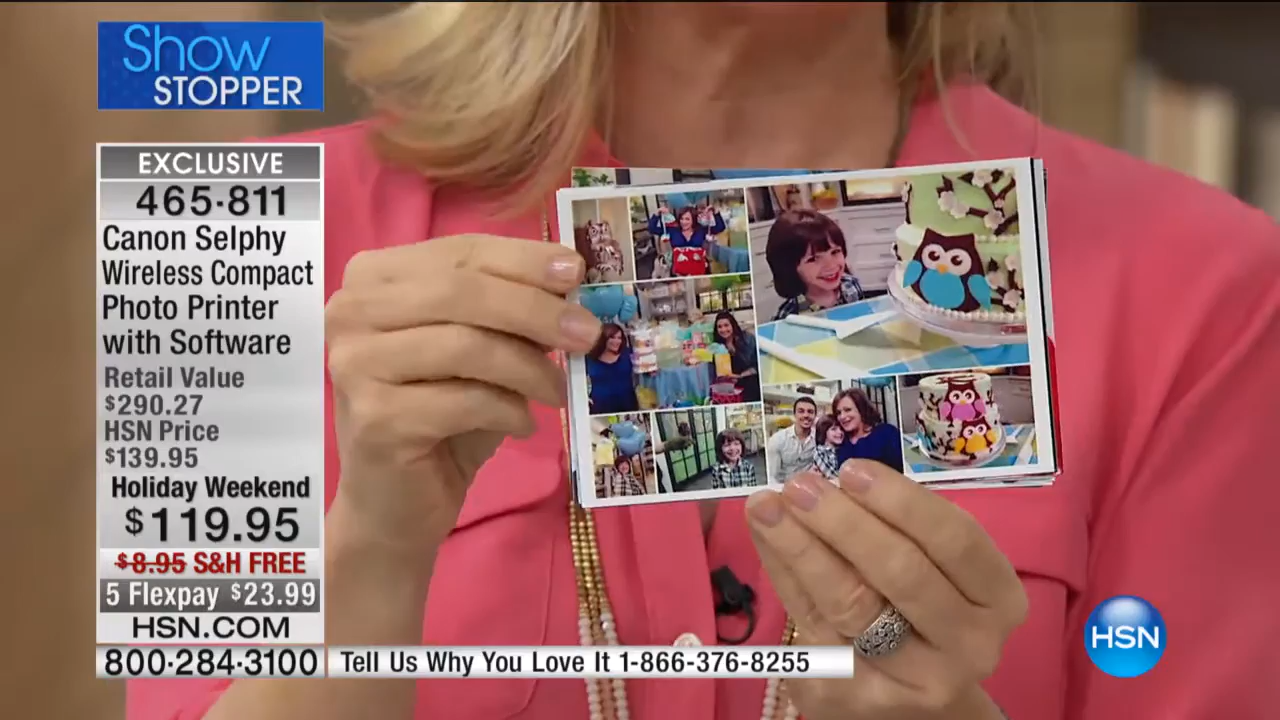 Show
STOPPER
EXCLUSIVE
465•811
Canon Selphy
Wireless Compact
Photo Printer
with Software
Retail Value
$290.27
HSN Price
$139.95
Holiday Weekend
$119.95
$8.95 S&H FREE
5 Flexpay $23.99
HSN.COM
800•284•3100
Tell Us Why You Love It 1-866-376-8255
HSN